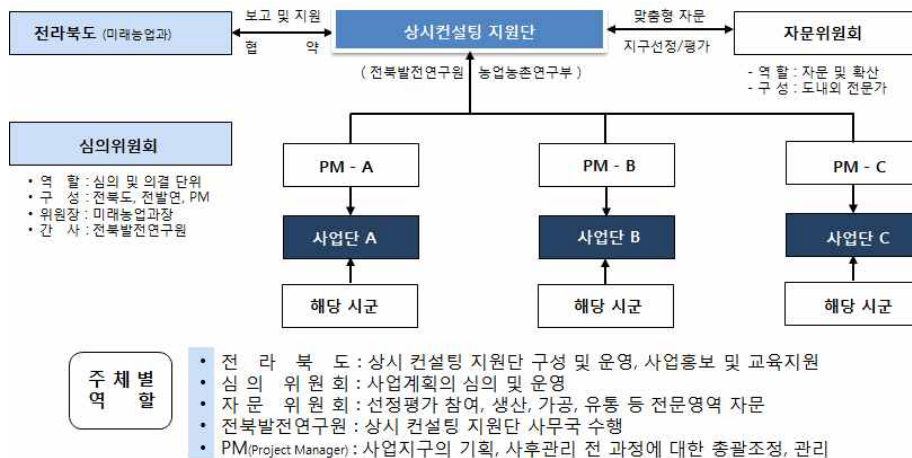 전라북도 (미래농업과)
보고 및 지원
협 약
상시컨설팅 지원단
맞춤형 자문
지구선정/평가
자문위원회
( 전북발전연구원 농업농촌연구부 )
- 역 할 : 자문 및 확산
- 구 성 : 도내외 전문가
심의위원회
• 역 할 : 심의 및 의결 단위
• 구 성 : 전북도, 전발연, PM
• 위원장 : 미래농업과장
• 간 사 : 전북발전연구원
PM - A
PM - B
PM - C
사업단 A
사업단 B
사업단 C
해당 시군
해당 시군
해당 시군
주 체 별
역 할
• 전 라 북 도 : 상시 컨설팅 지원단 구성 및 운영, 사업홍보 및 교육지원
• 심 의 위 원 회 : 사업계획의 심의 및 운영
• 자 문 위 원 회 : 선정평가 참여, 생산, 가공, 유통 등 전문영역 자문
• 전북발전연구원 : 상시 컨설팅 지원단 사무국 수행
• PM(Project Manager) : 사업지구의 기획, 사후관리 전 과정에 대한 총괄조정, 관리